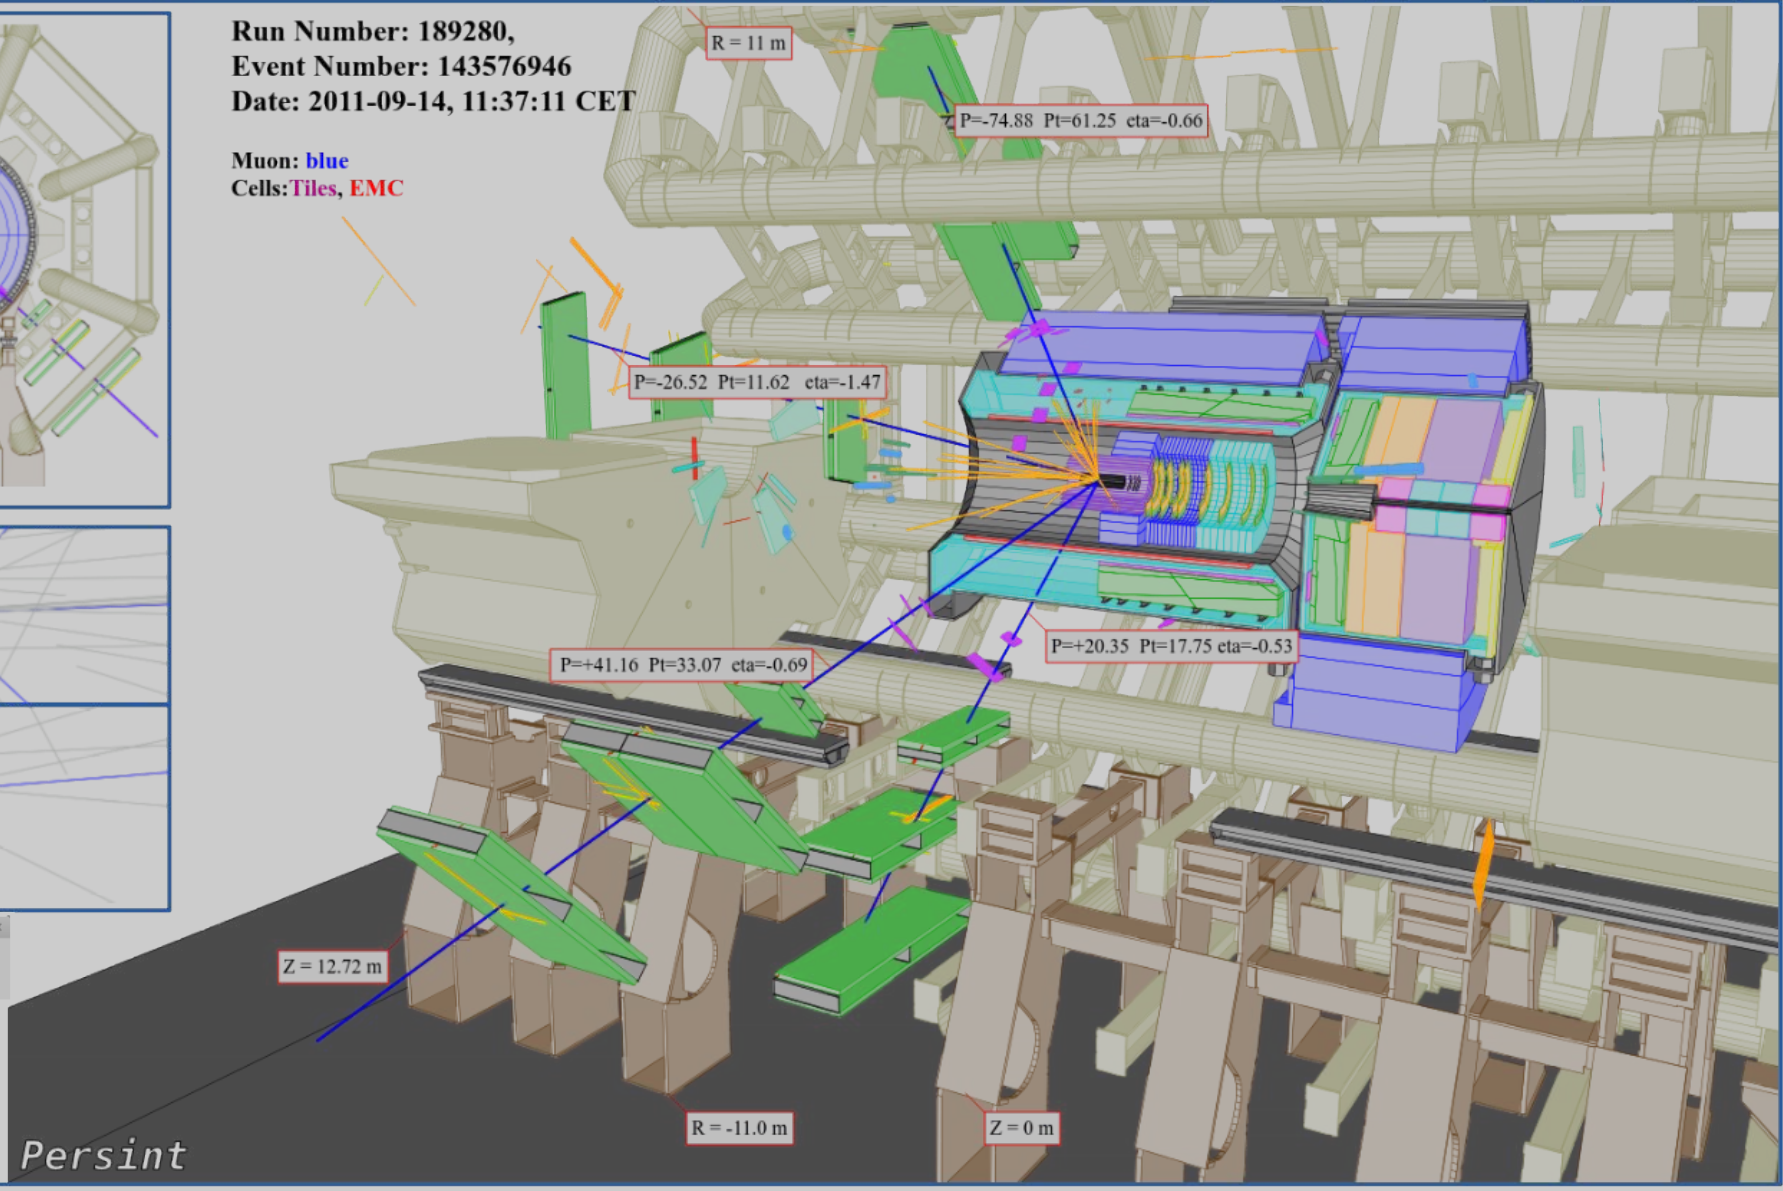 Run Number: 189280,
Event Number: 143576946
Date: 2011-09-14, 11:37:11 CET
Muon: blue
Cells:Tiles, EMC
R = 11 m
P=-74.88 Pt=61.25 eta=-0.66
P=-26.52 Pt=11.62 eta=-1.47
P=+20.35 Pt=17.75 eta=-0.53
P=+41.16 Pt=33.07 eta=-0.69
Z = 12.72 m
R = -11.0 m
Z = 0 m
Persint